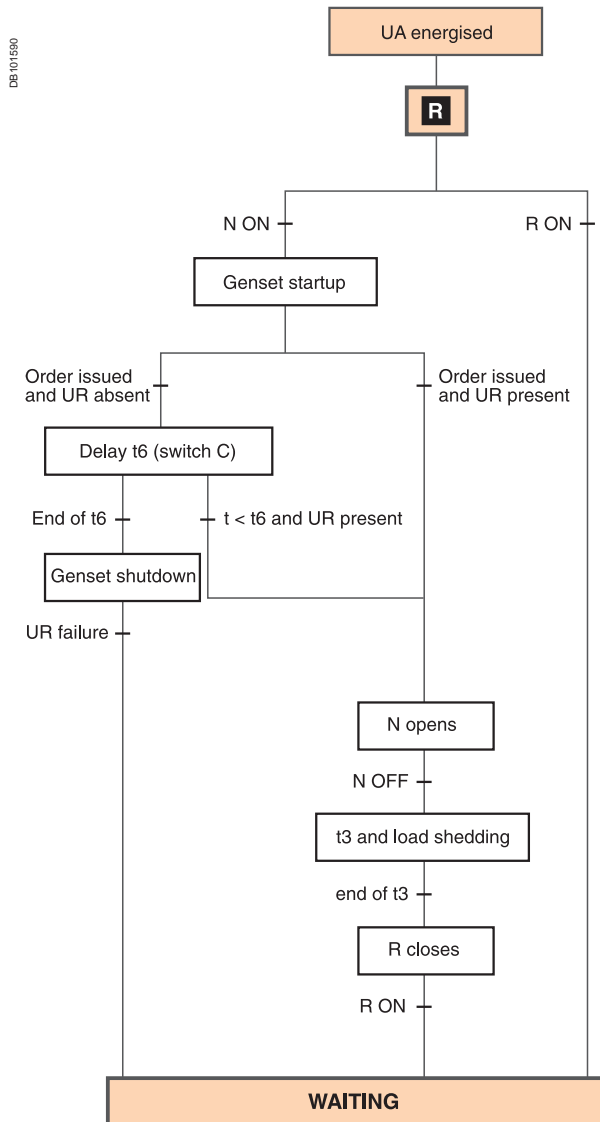 DB101590
UA energised
R
N ON
R ON
Genset startup
Order issued
and UR absent
Order issued
and UR present
Delay t6 (switch C)
End of t6
t < t6 and UR present
Genset shutdown
UR failure
N opens
N OFF
t3 and load shedding
end of t3
R closes
R ON
WAITING